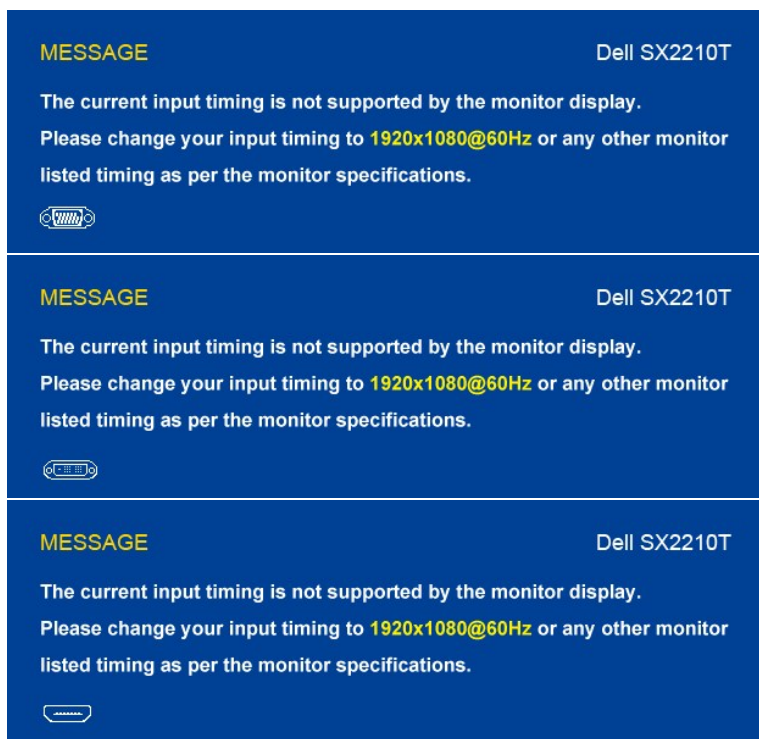 MESSAGE Dell SX2210T
The current input timing is not supported by the monitor display.
Please change your input timing to 1920x1080@60Hz or any other monitor
listed timing as per the monitor specifications.
MESSAGE Dell SX2210T
The current input timing is not supported by the monitor display.
Please change your input timing to 1920x1080@60Hz or any other monitor
listed timing as per the monitor specifications.
MESSAGE Dell SX2210T
The current input timing is not supported by the monitor display.
Please change your input timing to 1920x1080@60Hz or any other monitor
listed timing as per the monitor specifications.